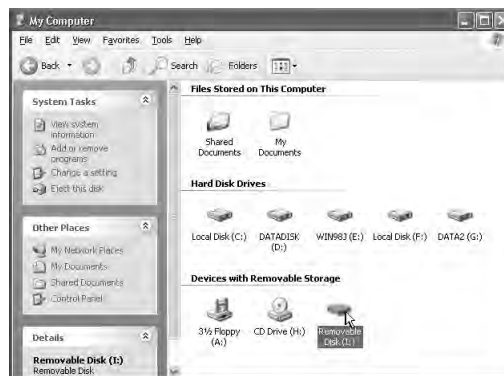 My Computer
File Edit View Favorites Tools Help
Back Search Folders
System Tasks
View system
information
Add or remove
programs
Change a setting
Eject this disk
Other Places
My Network Places
My Documents
Shared Documents
Control Panel
Details
Removable Disk (I:)
Removable Disk
Files Stored on This Computer
Shared
Documents
My
Documents
Hard Disk Drives
Local Disk (C:)
DATADISK
(D:)
WIN98J (E:)
Local Disk (F:)
DATA2 (G:)
Devices with Removable Storage
3½ Floppy
(A:)
CD Drive (H:)
Removable
Disk (I:)